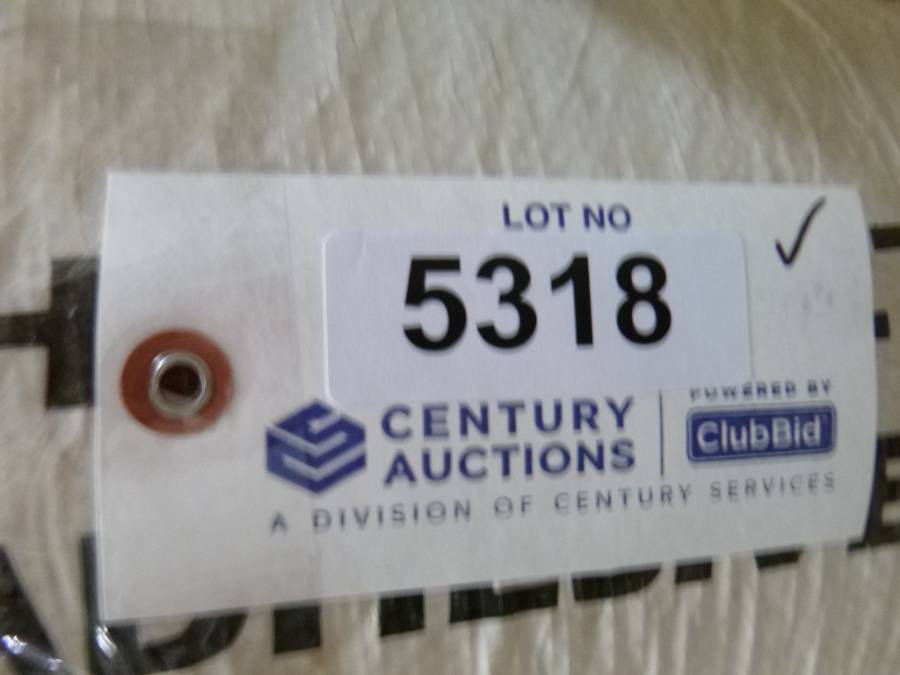 LOT NO
5318
CENTURY
AUCTIONS
POWERED BY
ClubBid
A DIVISION OF CENTURY SERVICES